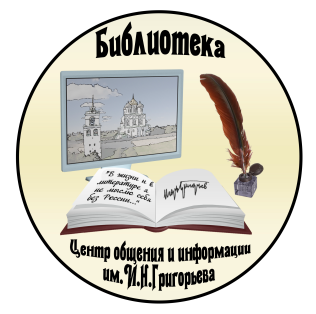 Библиотека
"В жизни и в
литературе я
не мыслю себя
без России..."
Центр общения и информации
им. И.Н.Григорьева